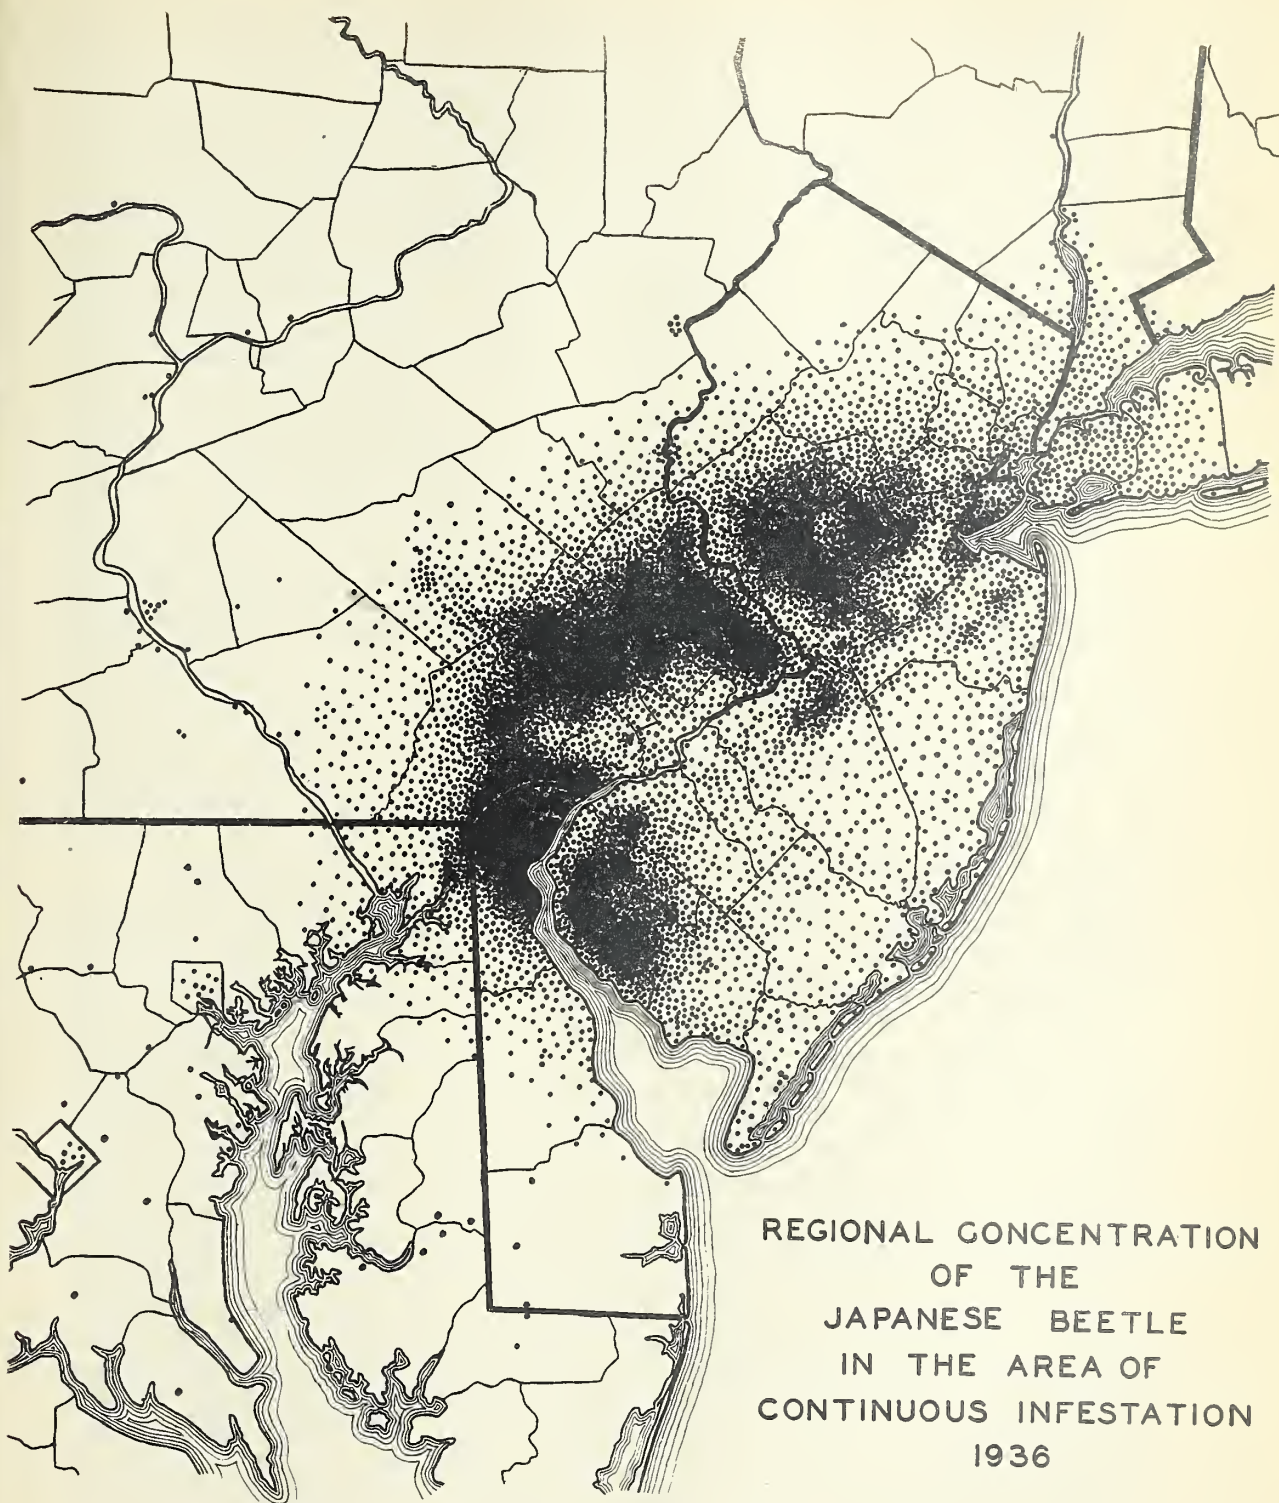 REGIONAL CONCENTRATION
OF THE
JAPANESE BEETLE
IN THE AREA OF
CONTINUOUS INFESTATION
1936